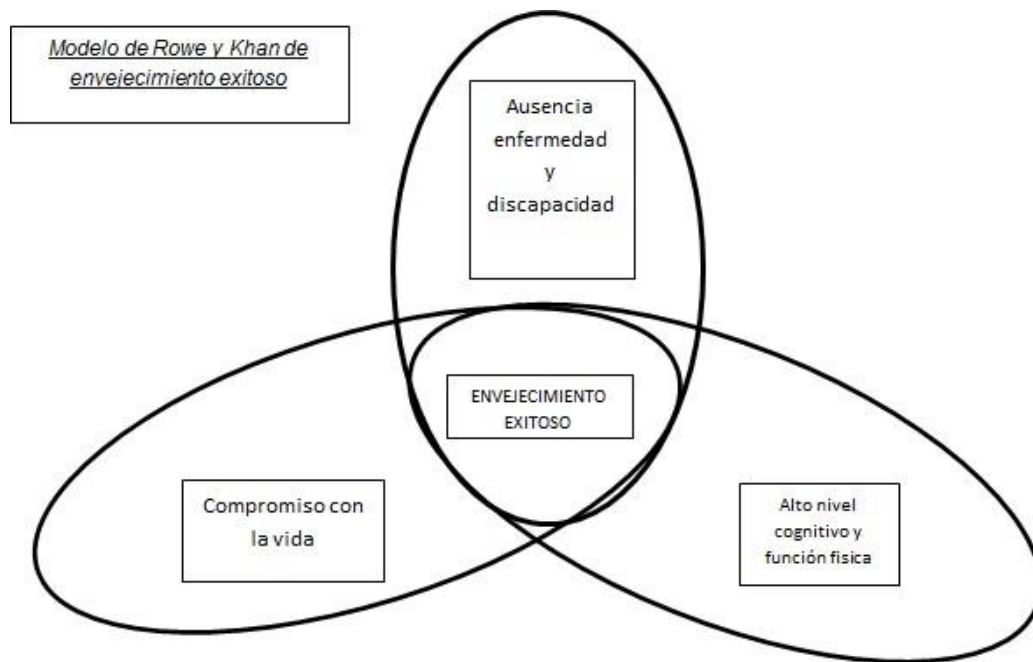 Modelo de Rowe y Khan de
envejecimiento exitoso
Ausencia
enfermedad
y
discapacidad
ENVEJECIMIENTO
EXITOSO
Compromiso con
la vida
Alto nivel
cognitivo y
función fisica